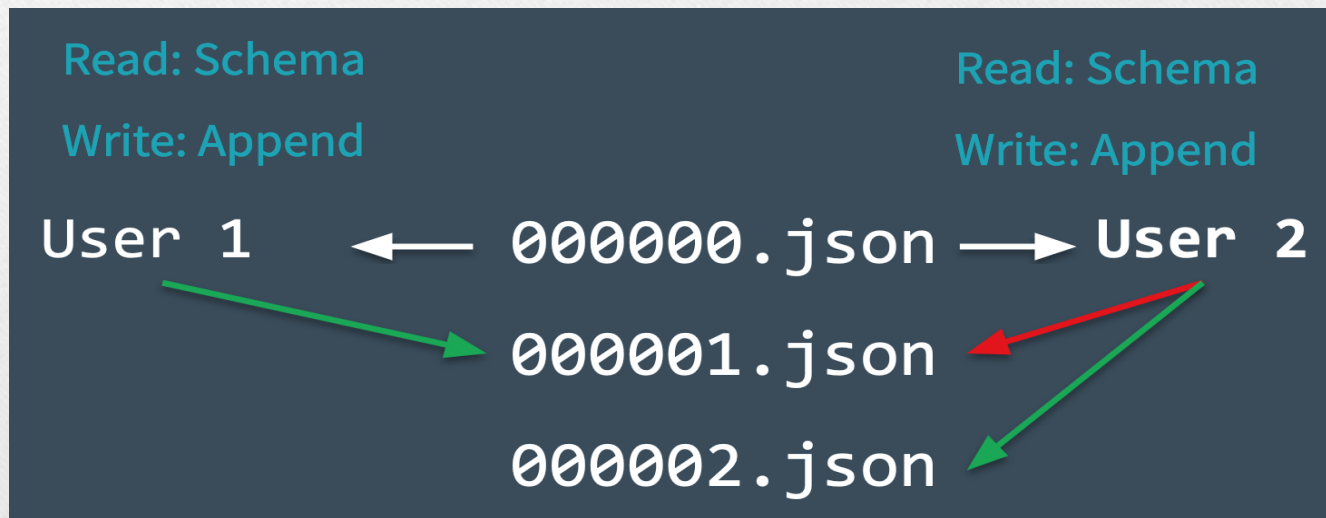 Read: Schema
Write: Append
Read: Schema
Write: Append
User 1
000000.json
User 2
000001.json
000002.json